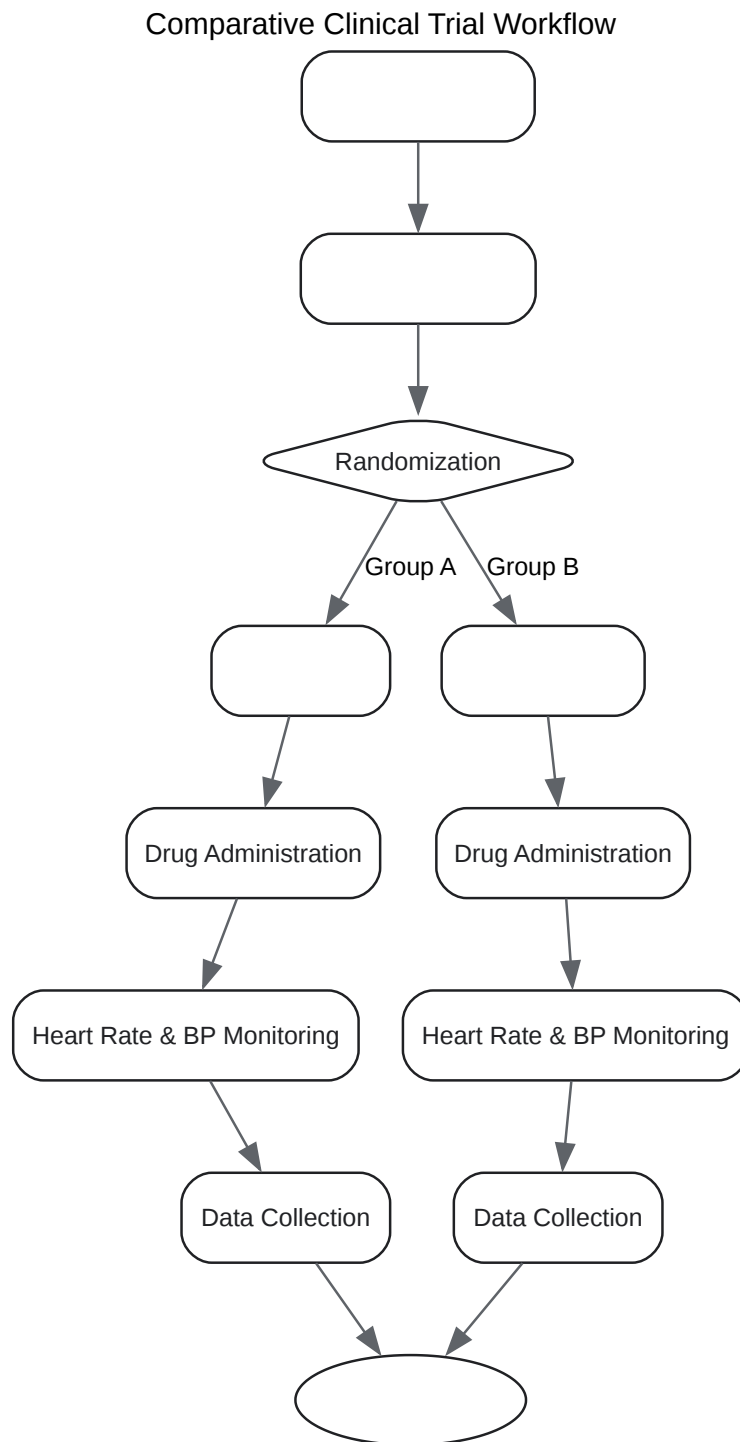 Comparative Clinical Trial Workflow
Randomization
Group A
Group B
Drug Administration
Drug Administration
Heart Rate & BP Monitoring
Heart Rate & BP Monitoring
Data Collection
Data Collection